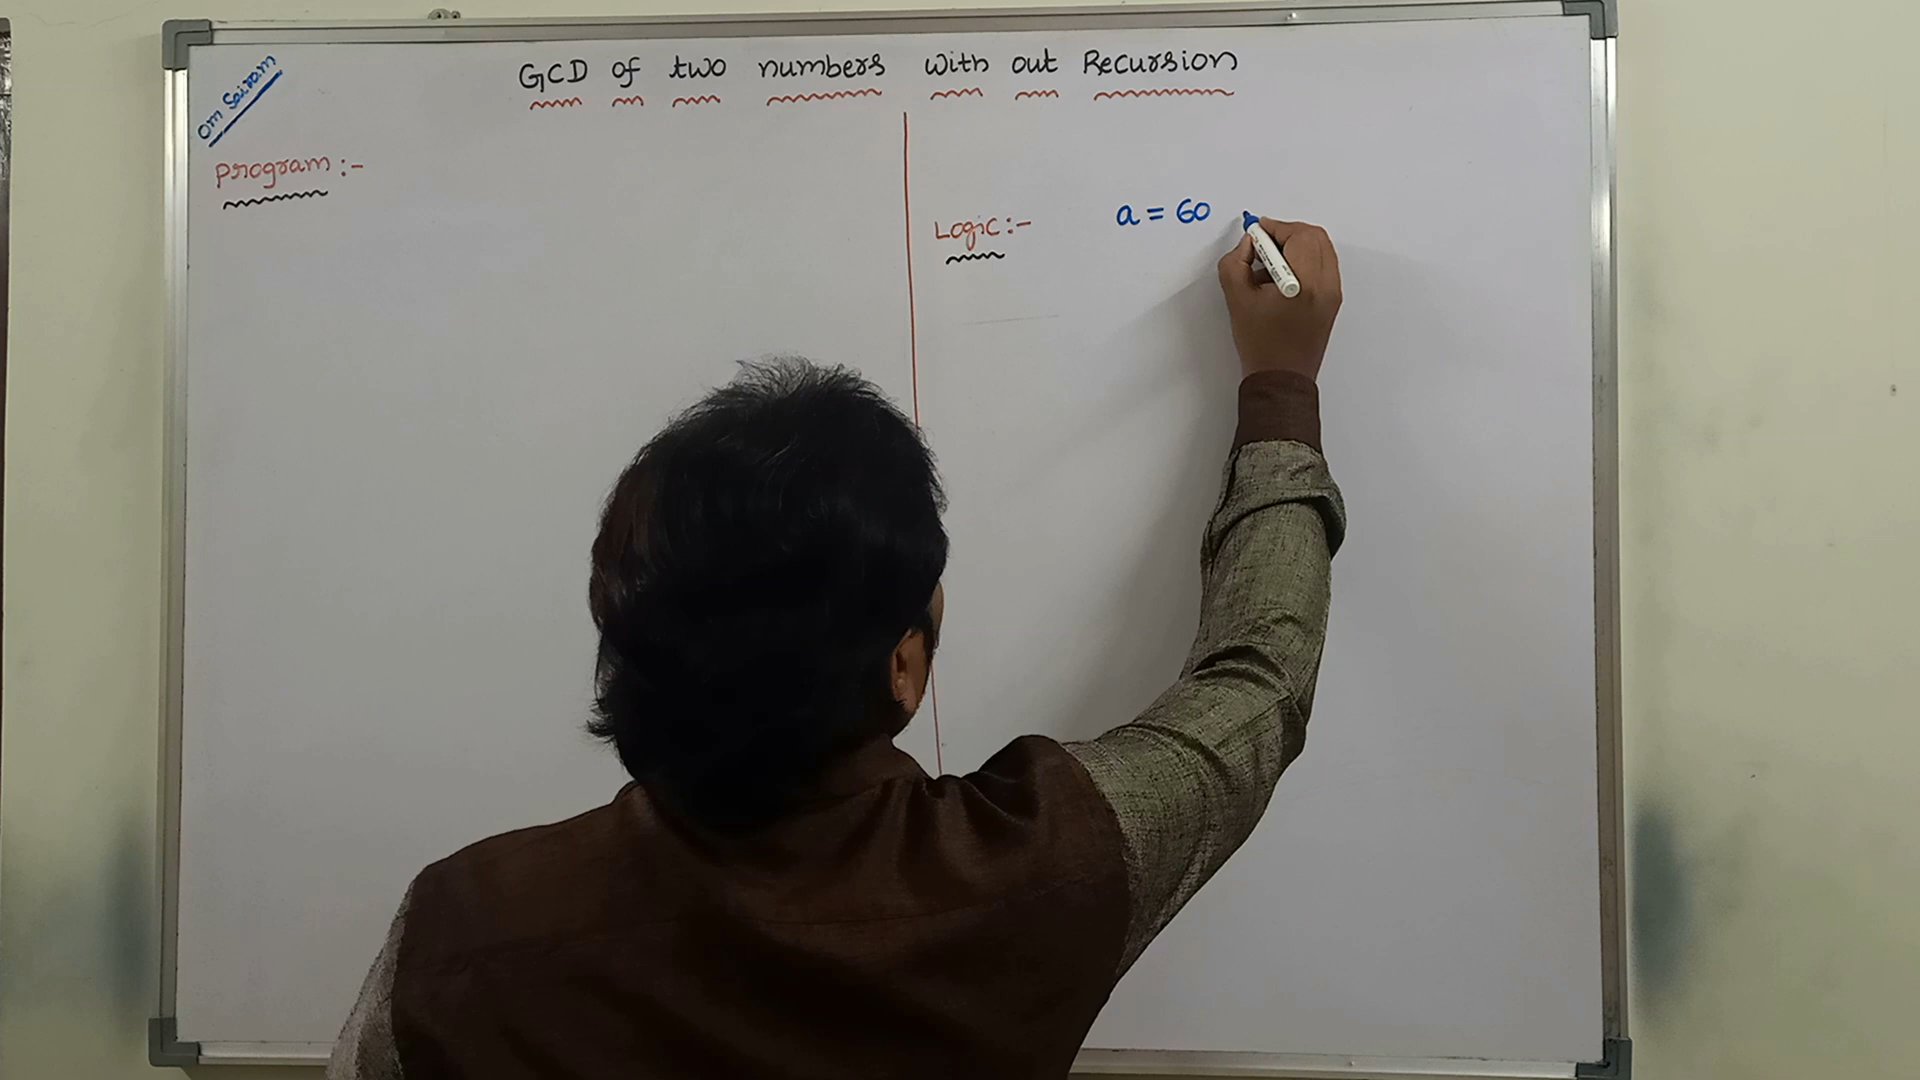 Om Sairam
GCD of two numbers with out Recursion
Program :-
Logic :-
a = 60